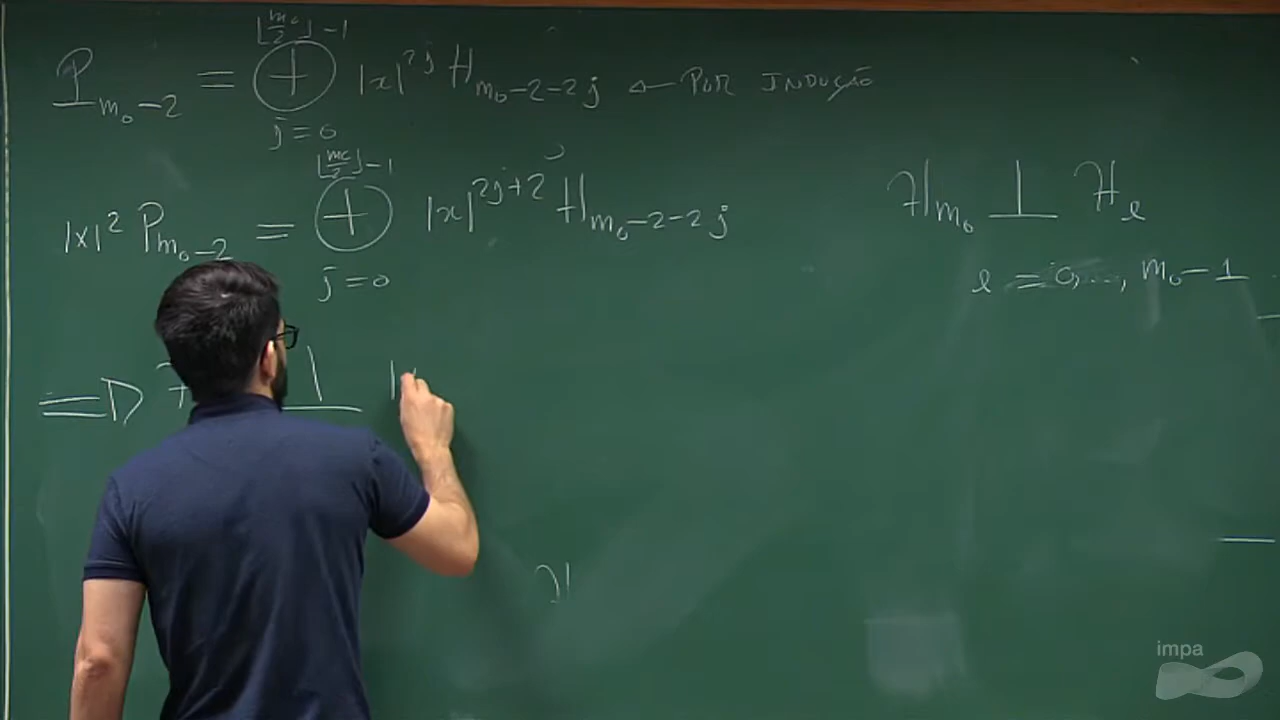 ⌊m₀/2⌋-1
P_{m₀-2} = ⊕ |x|^{2j} H_{m₀-2-2j} ← POR INDUÇÃO
j=0
⌊m₀/2⌋-1
|x|² P_{m₀-2} = ⊕ |x|^{2j+2} H_{m₀-2-2j}
j=0
H_{m₀} ⊥ H_ℓ
ℓ = 0,..., m₀-1
⇒ ⊥
H
impa